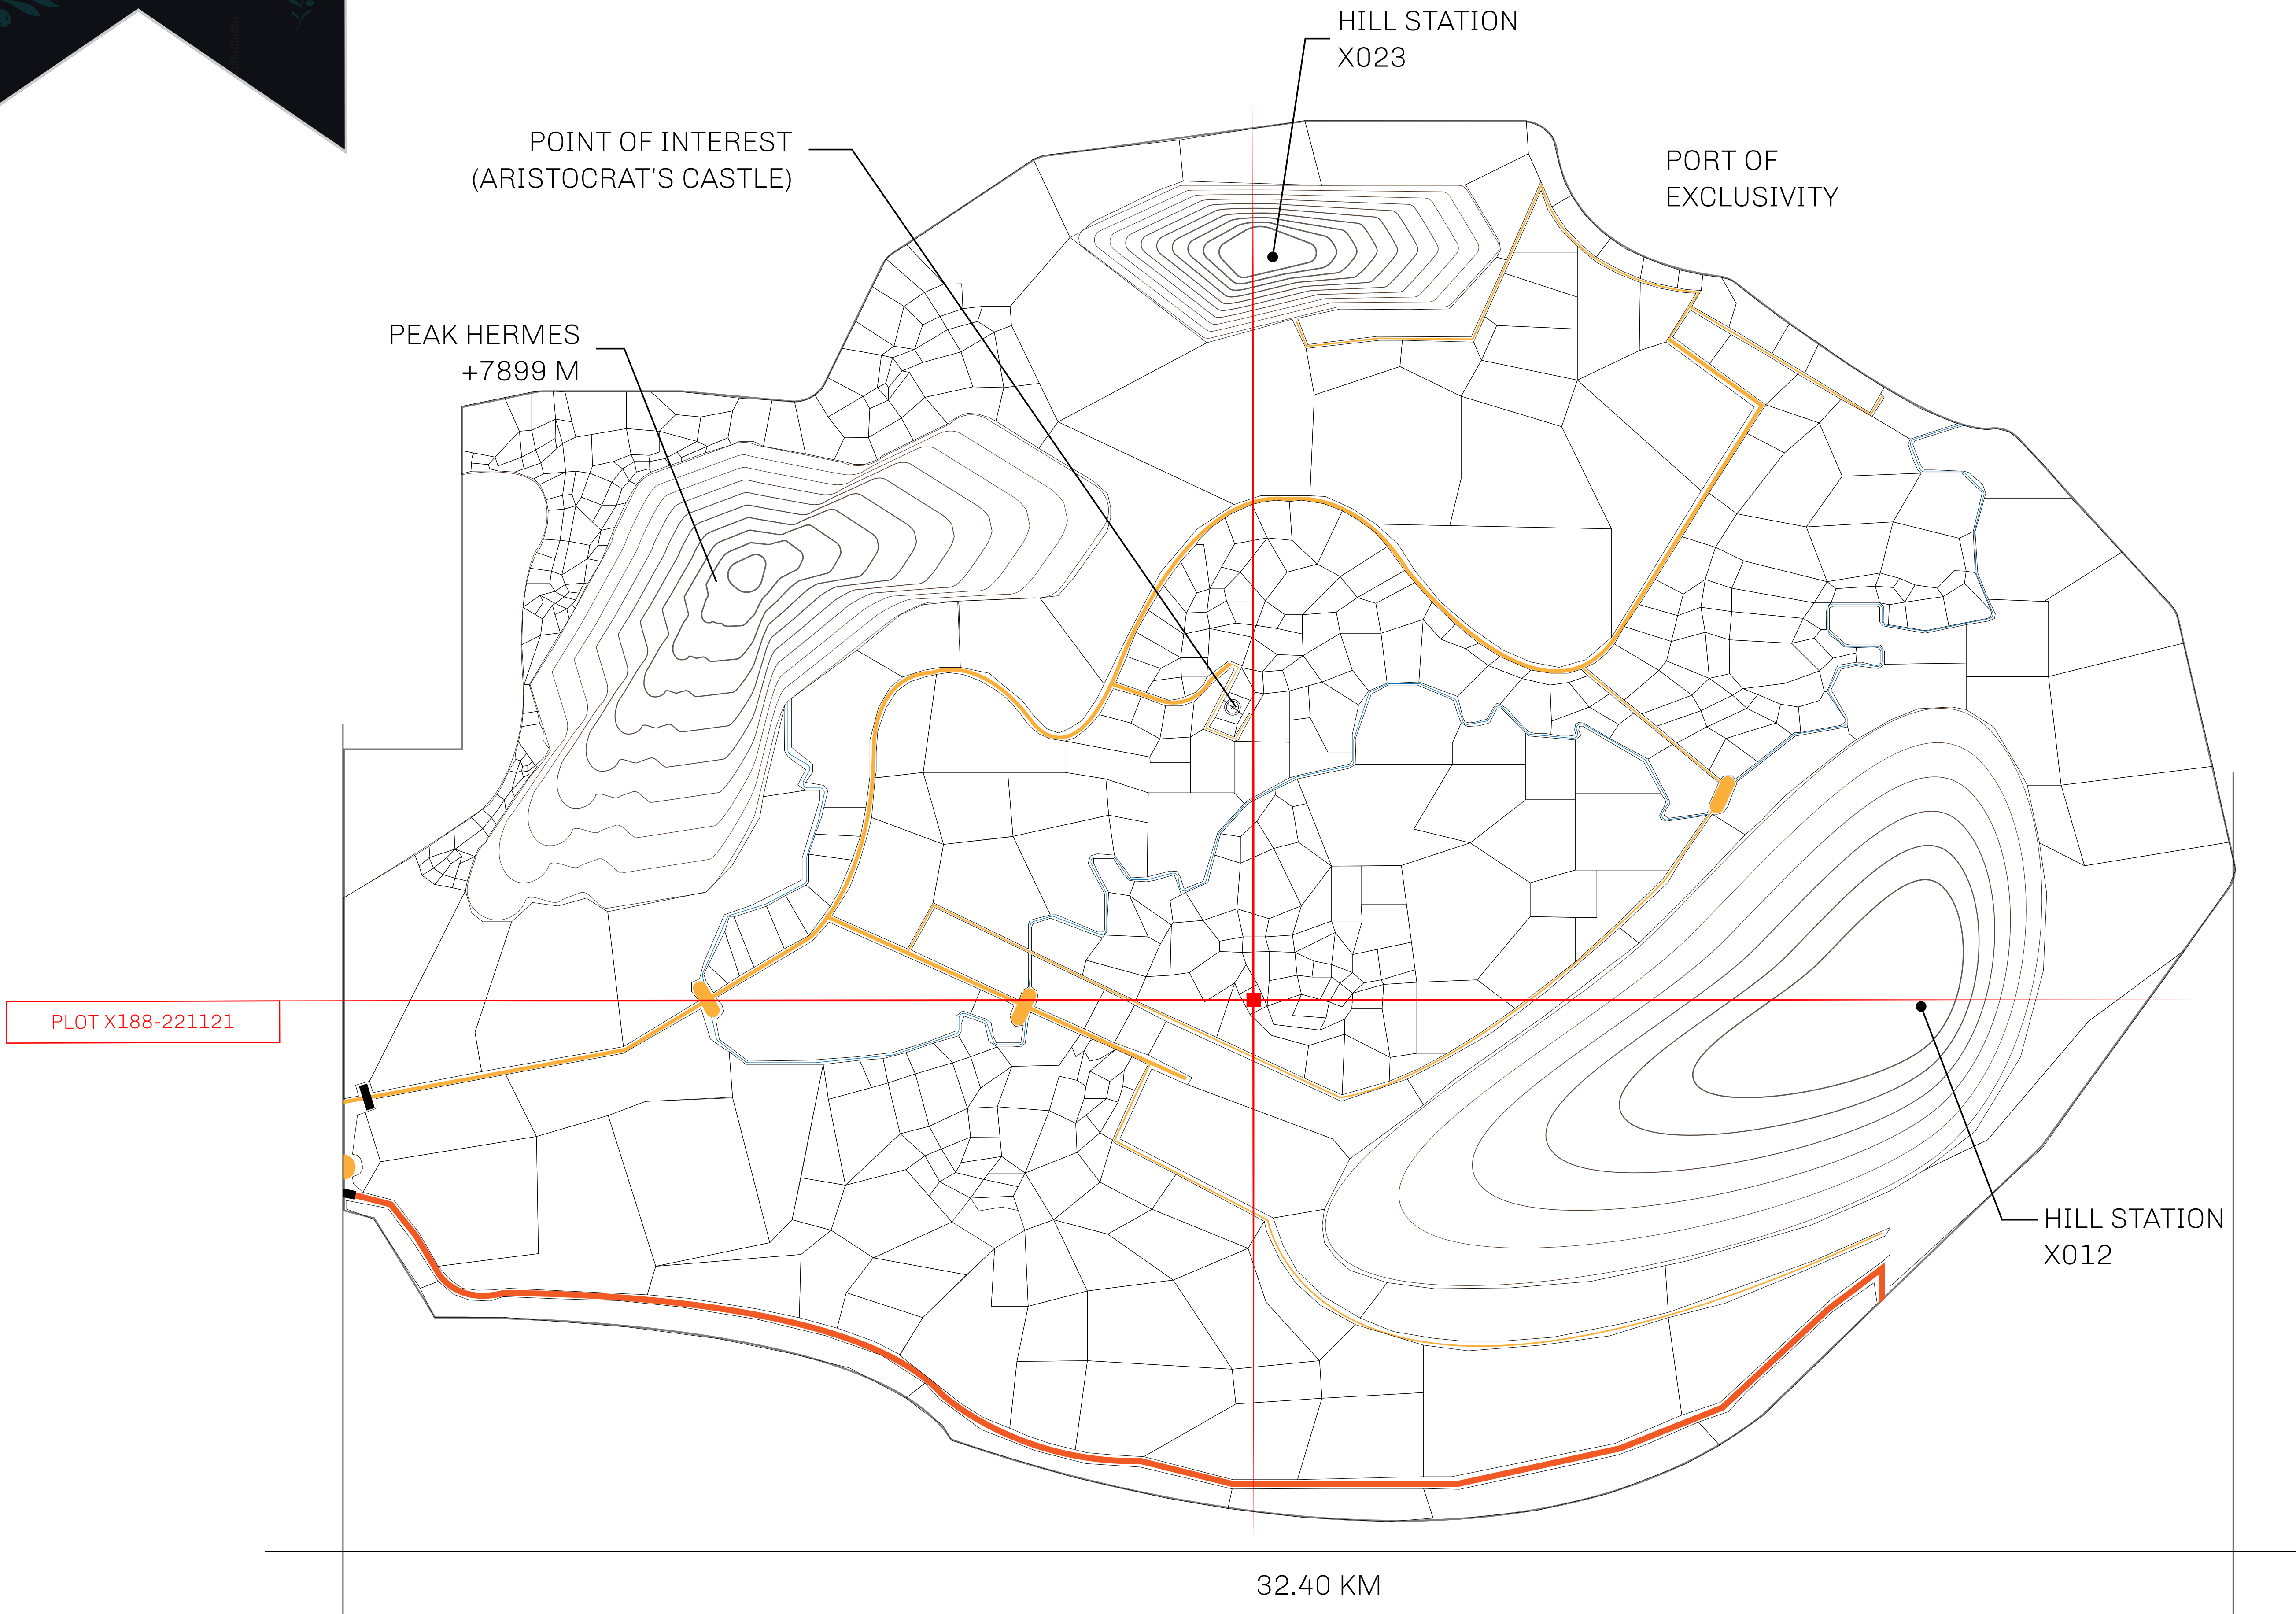 HILL STATION
X023
POINT OF INTEREST
(ARISTOCRAT'S CASTLE)
PORT OF
EXCLUSIVITY
PEAK HERMES
+7899 M
PLOT X188-221121
HILL STATION
X012
32.40 KM